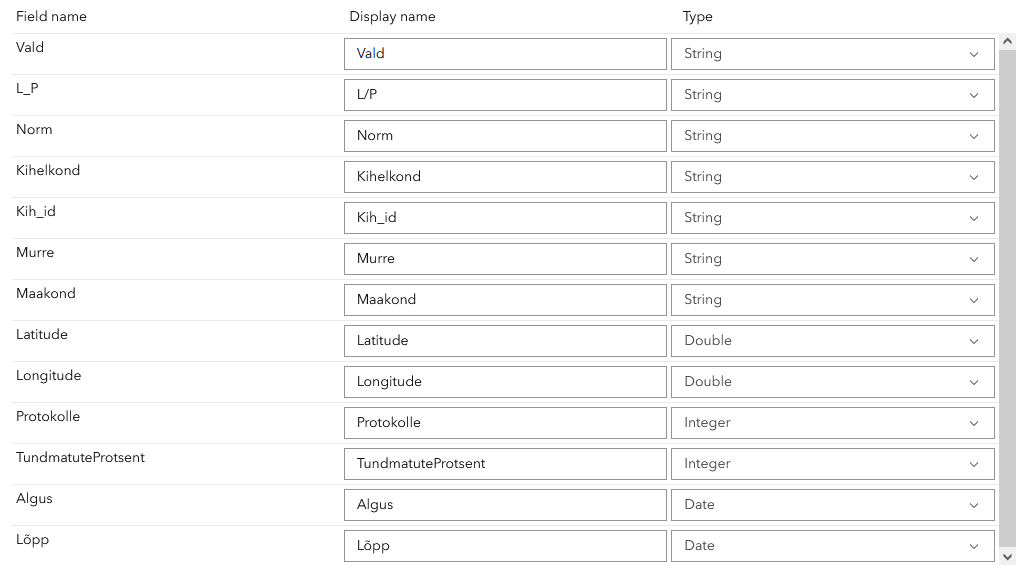 Field name Display name Type
Vald Vald String
L_P L/P String
Norm Norm String
Kihelkond Kihelkond String
Kih_id Kih_id String
Murre Murre String
Maakond Maakond String
Latitude Latitude Double
Longitude Longitude Double
Protokolle Protokolle Integer
TundmatuteProtsent TundmatuteProtsent Integer
Algus Algus Date
Lõpp Lõpp Date